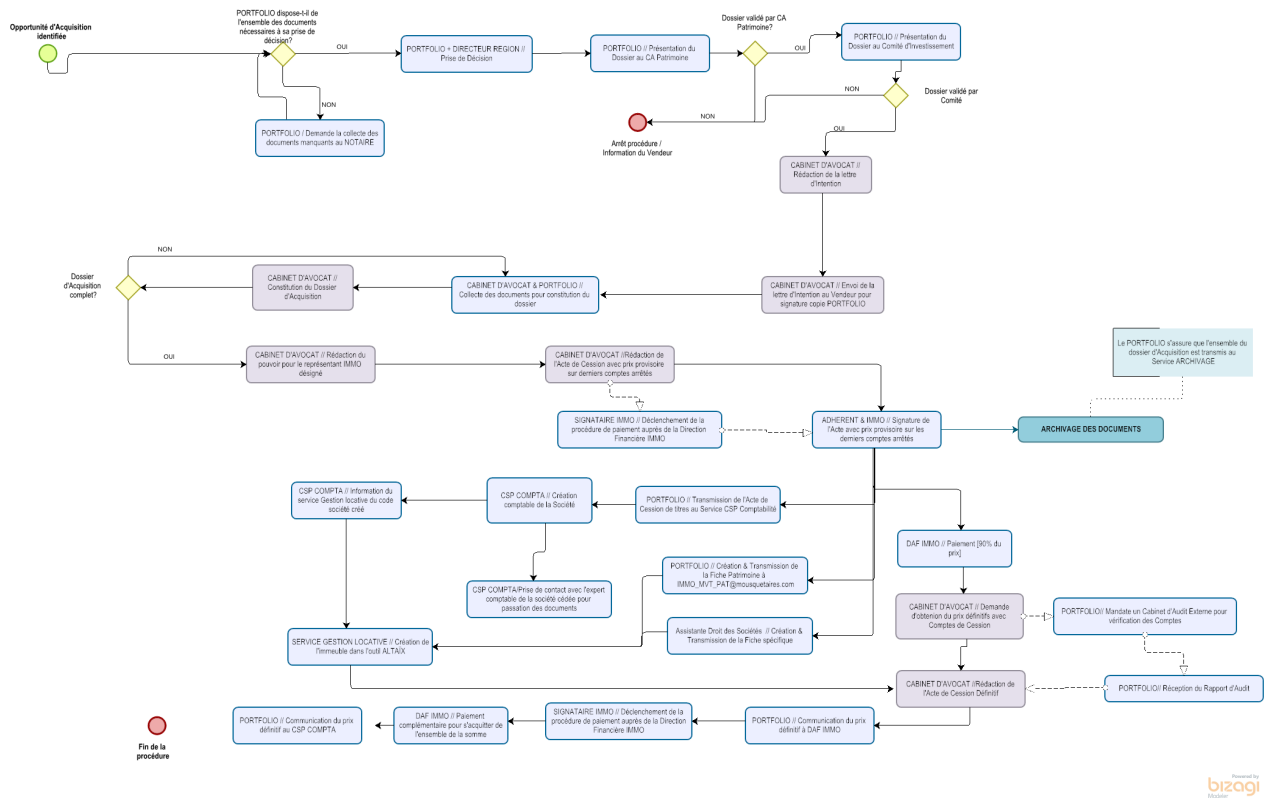 Opportunité d'Acquisition
identifiée
PORTFOLIO dispose-t-il de
l'ensemble des documents
nécessaires à sa prise de
décision?
OUI
NON
PORTFOLIO / Demande la collecte des
documents manquants au NOTAIRE
PORTFOLIO + DIRECTEUR REGION //
Prise de Décision
PORTFOLIO // Présentation du
Dossier au CA Patrimoine
Dossier validé par CA
Patrimoine?
OUI
PORTFOLIO // Présentation du
Dossier au Comité d'Investissement
NON
NON
Dossier validé par
Comité
OUI
Arrêt procédure /
Information du Vendeur
CABINET D'AVOCAT //
Rédaction de la lettre
d'Intention
CABINET D'AVOCAT // Envoi de la
lettre d'Intention au Vendeur pour
signature copie PORTFOLIO
CABINET D'AVOCAT & PORTFOLIO //
Collecte des documents pour constitution du
dossier
CABINET D'AVOCAT //
Constitution du Dossier
d'Acquisition
NON
Dossier
d'Acquisition
complet?
OUI
CABINET D'AVOCAT // Rédaction du
pouvoir pour le représentant IMMO
désigné
CABINET D'AVOCAT //Rédaction de
l'Acte de Cession avec prix provisoire
sur derniers comptes arrêtés
Le PORTFOLIO s'assure que l'ensemble du
dossier d'Acquisition est transmis au
Service ARCHIVAGE
SIGNATAIRE IMMO // Déclenchement de la
procédure de paiement auprès de la Direction
Financière IMMO
ADHERENT & IMMO // Signature de
l'Acte avec prix provisoire sur les
derniers comptes arrêtés
ARCHIVAGE DES DOCUMENTS
CSP COMPTA // Information du
service Gestion locative du code
société créé
CSP COMPTA // Création
comptable de la Société
PORTFOLIO // Transmission de l'Acte de
Cession de titres au Service CSP Comptabilité
DAF IMMO // Paiement [90% du
prix]
PORTFOLIO // Création & Transmission de
la Fiche Patrimoine à
IMMO_MVT_PAT@mousquetaires.com
CSP COMPTA/Prise de contact avec l'expert
comptable de la société cédée pour
passation des documents
CABINET D'AVOCAT // Demande
d'obtenion du prix définitifs avec
Comptes de Cession
PORTFOLIO// Mandate un Cabinet d'Audit Externe pour
vérification des Comptes
Assistante Droit des Sociétés // Création &
Transmission de la Fiche spécifique
SERVICE GESTION LOCATIVE // Création de
l'immeuble dans l'outil ALTAÏX
CABINET D'AVOCAT //Rédaction de
l'Acte de Cession Définitif
PORTFOLIO// Réception du Rapport d'Audit
PORTFOLIO // Communication du prix
définitif à DAF IMMO
SIGNATAIRE IMMO // Déclenchement de la
procédure de paiement auprès de la Direction
Financière IMMO
DAF IMMO // Paiement
complémentaire pour s'acquitter de
l'ensemble de la somme
PORTFOLIO // Communication du prix
définitif au CSP COMPTA
Fin de la
procédure
Powered by
bizagi
Modeler